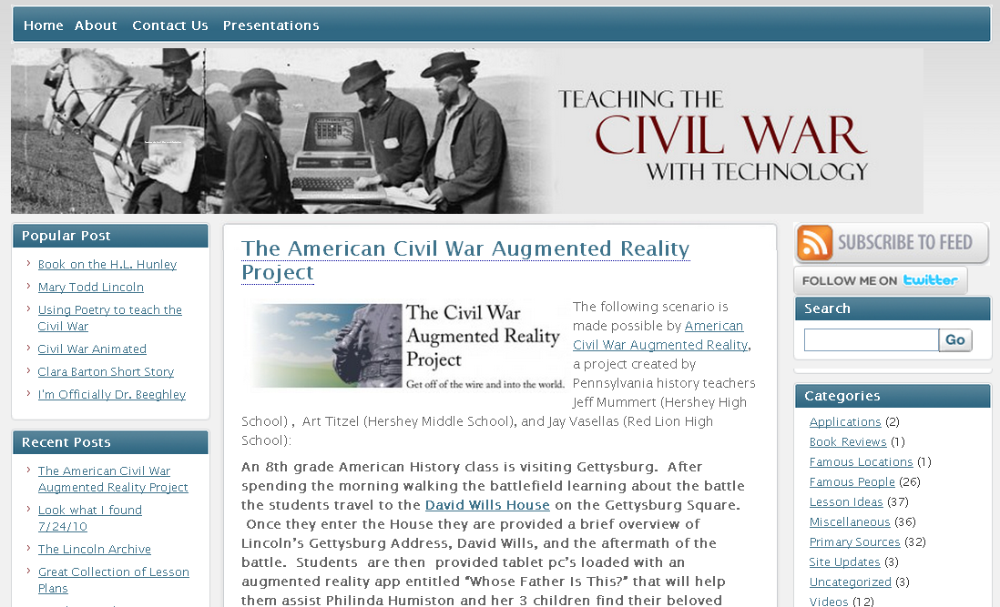 Home About Contact Us Presentations
TEACHING THE
CIVIL WAR
WITH TECHNOLOGY
Popular Post
Book on the H.L. Hunley
Mary Todd Lincoln
Using Poetry to teach the
Civil War
Civil War Animated
Clara Barton Short Story
I'm Officially Dr. Beeghley
Recent Posts
The American Civil War
Augmented Reality Project
Look what I found
7/24/10
The Lincoln Archive
Great Collection of Lesson
Plans
The American Civil War Augmented Reality
Project
The Civil War
Augmented Reality
Project
Get off of the wire and into the world.
The following scenario is
made possible by American
Civil War Augmented Reality,
a project created by
Pennsylvania history teachers
Jeff Mummert (Hershey High
School) , Art Titzel (Hershey Middle School), and Jay Vasellas (Red Lion High
School):
An 8th grade American History class is visiting Gettysburg. After
spending the morning walking the battlefield learning about the battle
the students travel to the David Wills House on the Gettysburg Square.
Once they enter the House they are provided a brief overview of
Lincoln's Gettysburg Address, David Wills, and the aftermath of the
battle. Students are then provided tablet pc's loaded with an
augmented reality app entitled "Whose Father Is This?" that will help
them assist Philinda Humiston and her 3 children find their beloved
SUBSCRIBE TO FEED
FOLLOW ME ON twitter
Search
Go
Categories
Applications (2)
Book Reviews (1)
Famous Locations (1)
Famous People (26)
Lesson Ideas (37)
Miscellaneous (36)
Primary Sources (32)
Site Updates (3)
Uncategorized (3)
Videos (12)